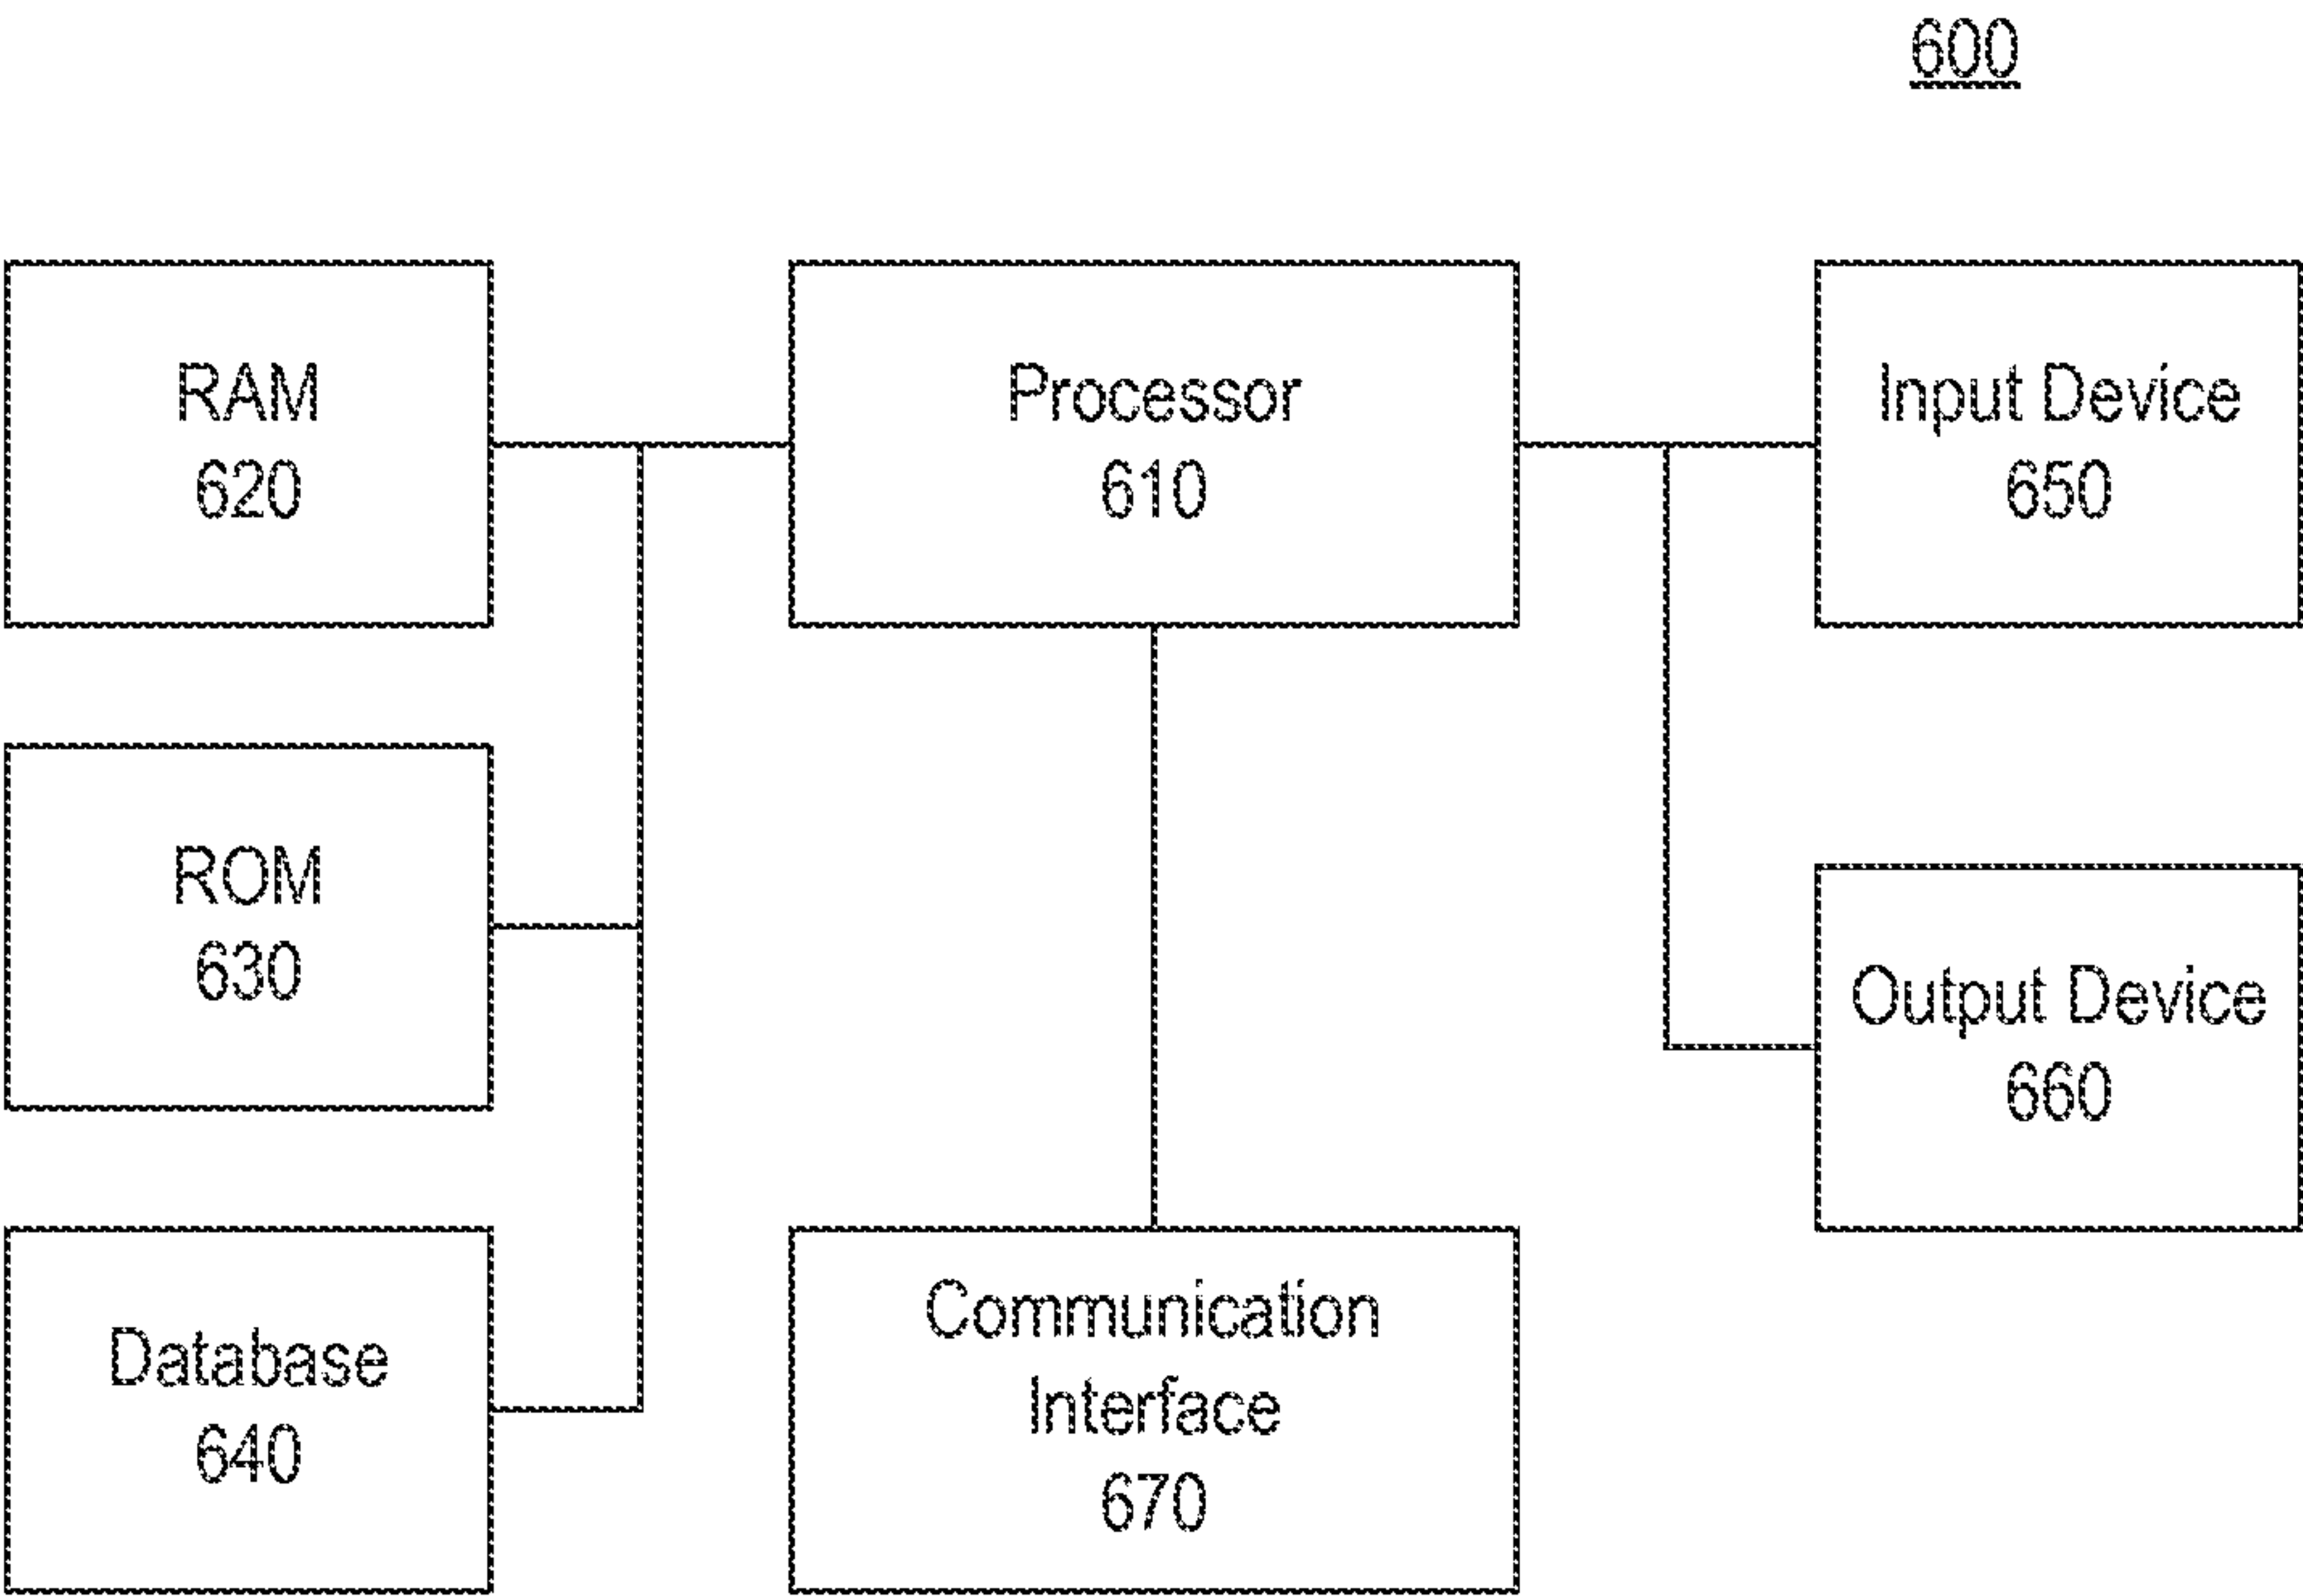 600
RAM
620
Processor
610
Input Device
650
ROM
630
Output Device
660
Database
640
Communication
Interface
670